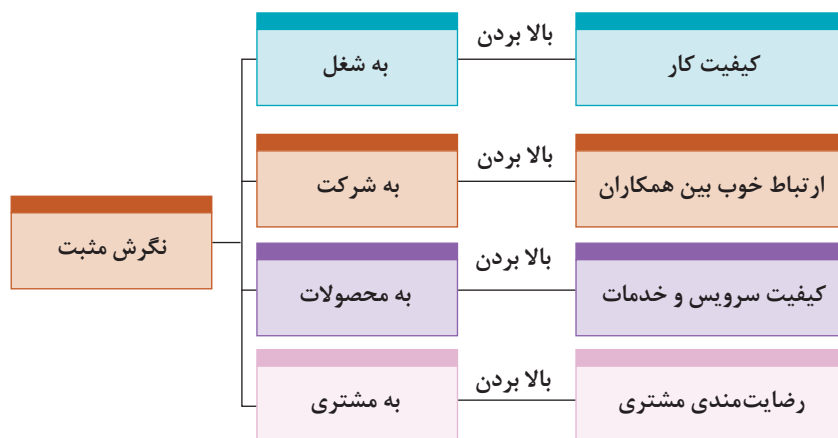 نگرش مثبت
به شغل
بالا بردن
کیفیت کار
به شرکت
بالا بردن
ارتباط خوب بین همکاران
به محصولات
بالا بردن
کیفیت سرویس و خدمات
به مشتری
بالا بردن
رضایت‌مندی مشتری